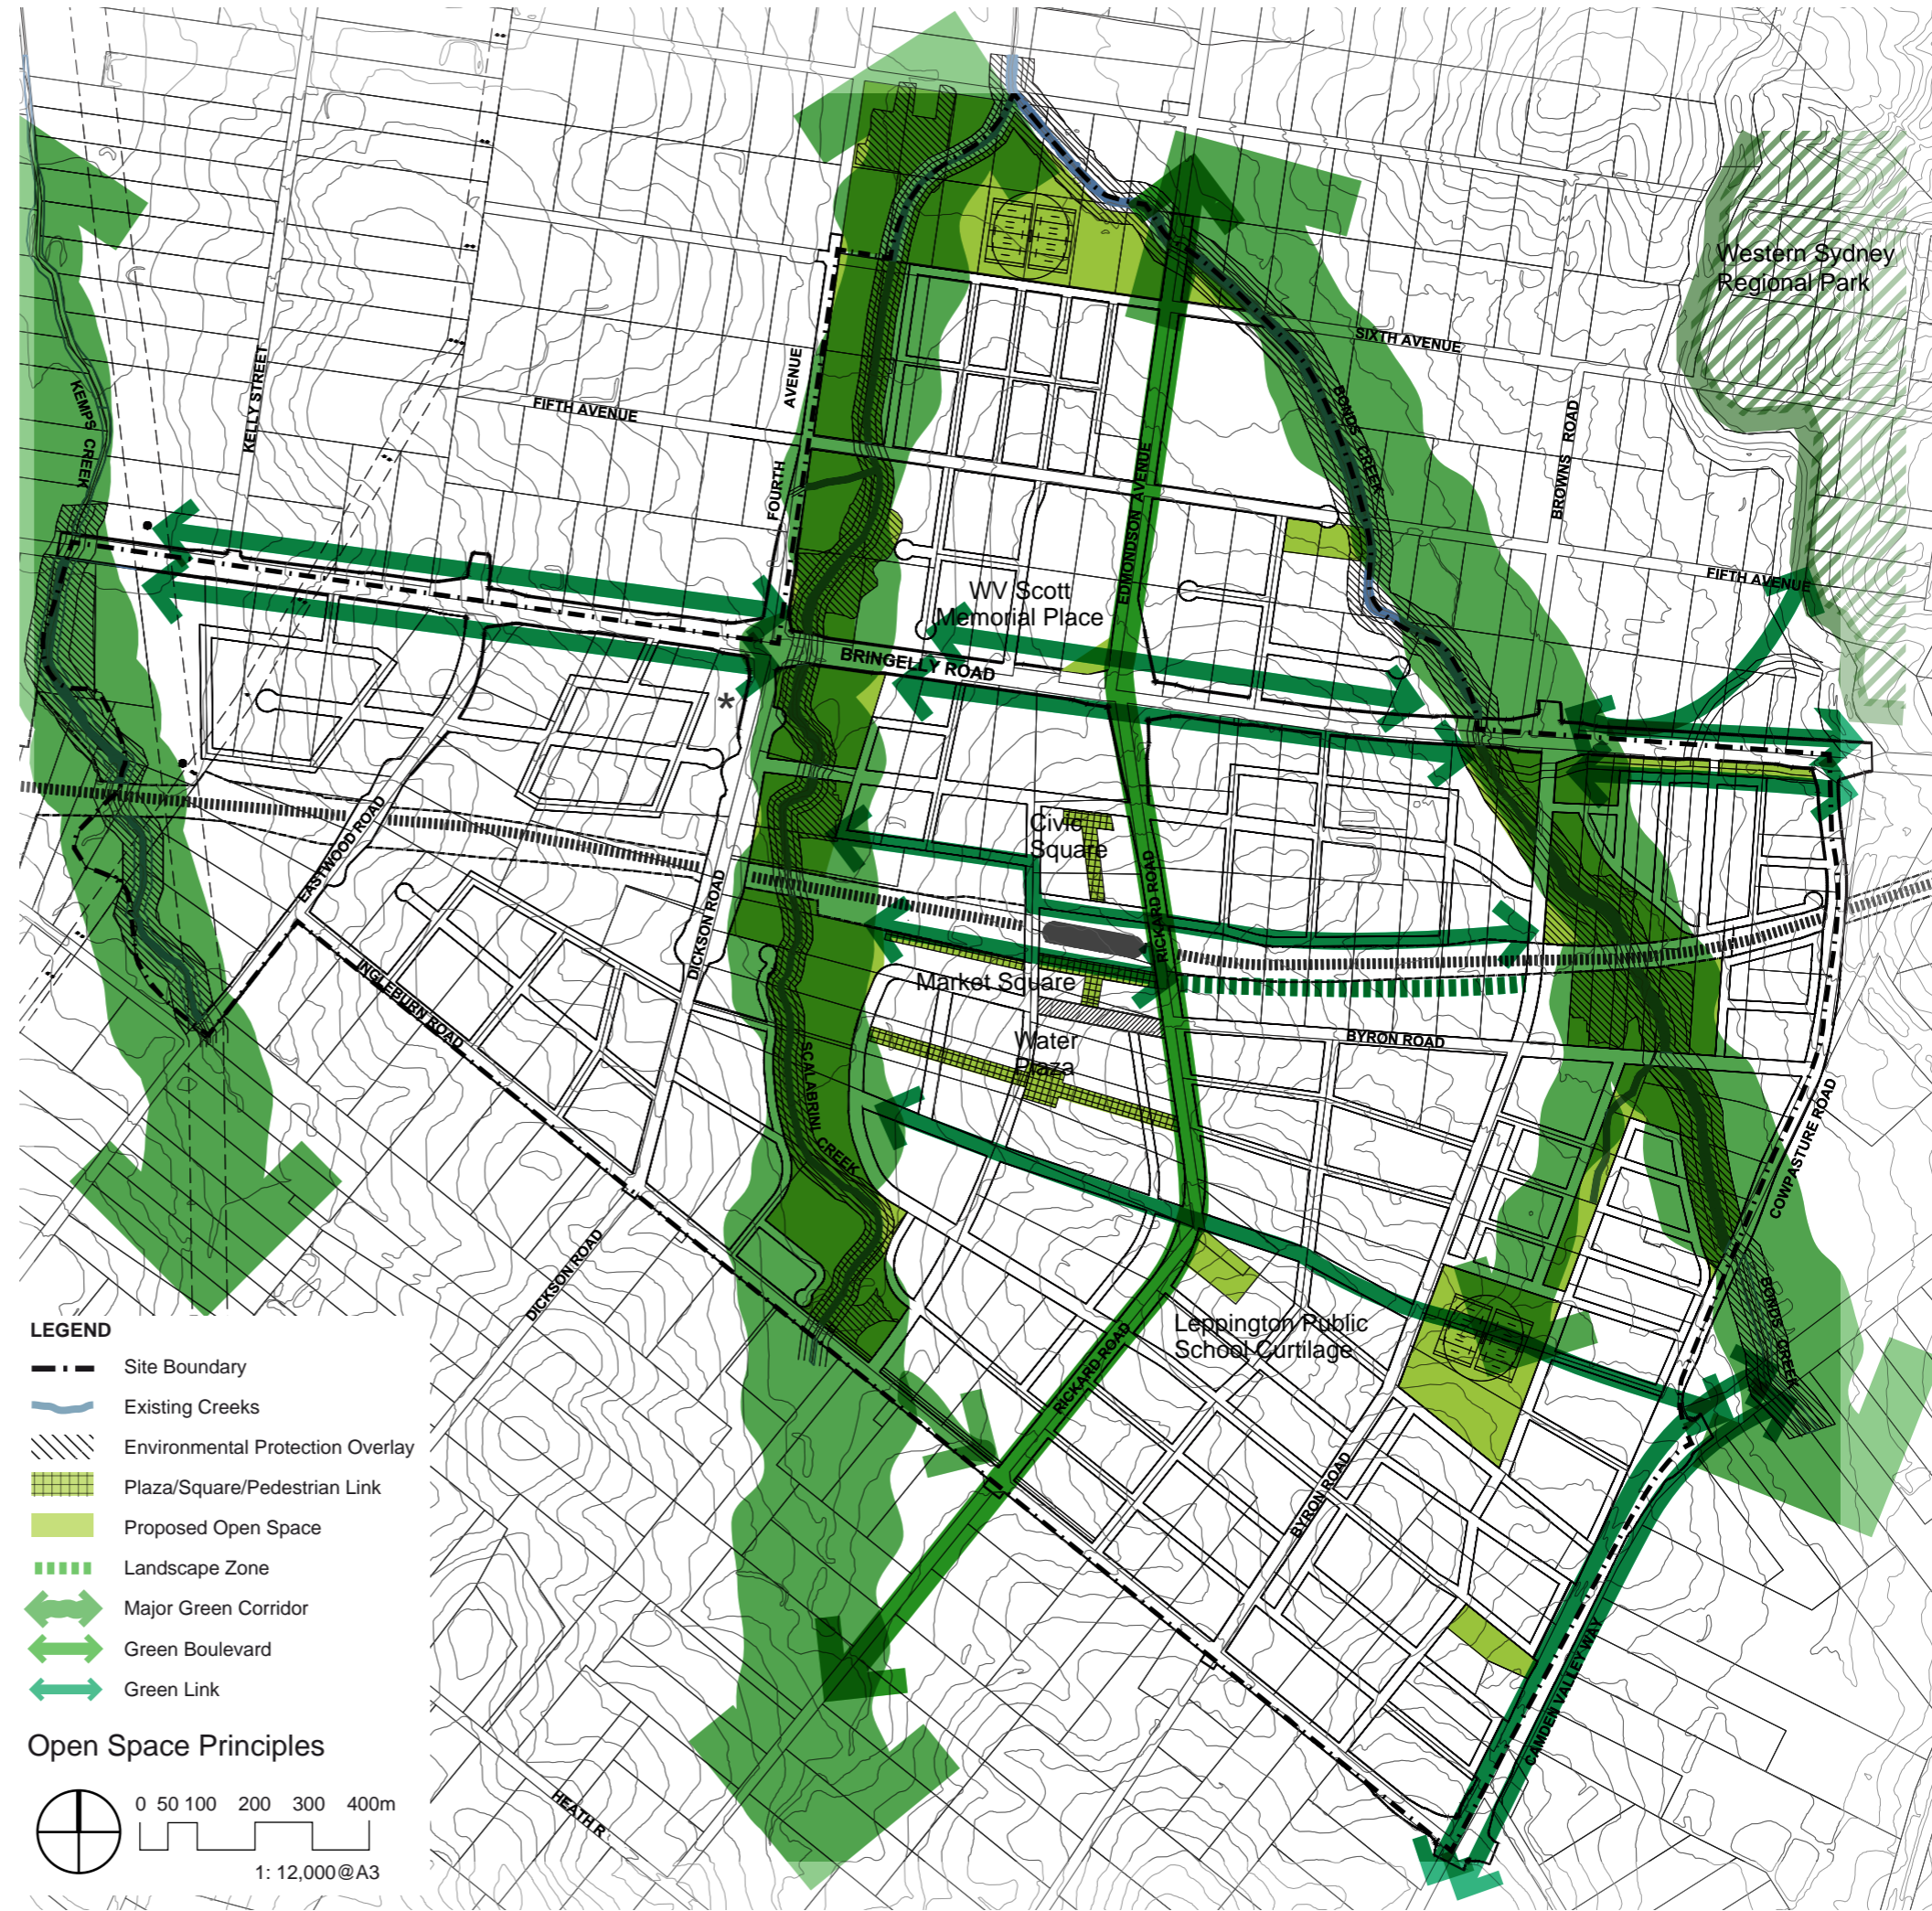 Western Sydney
Regional Park
SIXTH AVENUE
KEMPS CREEK
KELLY STREET
FIFTH AVENUE
AVENUE
FOURTH
BONDS CREEK
BROWNS ROAD
EDMONDSON AVENUE
FIFTH AVENUE
WV Scott
Memorial Place
BRINGELLY ROAD
*
Civic
Square
EASTWOOD ROAD
DICKSON ROAD
RICKARD ROAD
INGLEBURN ROAD
Market Square
Water
Plaza
BYRON ROAD
SCALABRINI CREEK
COWPASTURE ROAD
DICKSON ROAD
BONDS CREEK
Leppington Public
School Curtilage
RICKARD ROAD
BYRON ROAD
CAMDEN VALLEY WAY
HEATH R
LEGEND
Site Boundary
Existing Creeks
Environmental Protection Overlay
Plaza/Square/Pedestrian Link
Proposed Open Space
Landscape Zone
Major Green Corridor
Green Boulevard
Green Link
Open Space Principles
0 50 100 200 300 400m
1: 12,000@A3